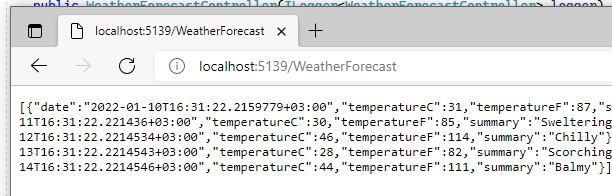 public WeatherForecastController(ILogger<WeatherForecastController> logger)
localhost:5139/WeatherForecast
localhost:5139/WeatherForecast
[{"date":"2022-01-10T16:31:22.2159779+03:00","temperatureC":31,"temperatureF":87,"s
11T16:31:22.221436+03:00","temperatureC":30,"temperatureF":85,"summary":"Sweltering
12T16:31:22.2214534+03:00","temperatureC":46,"temperatureF":114,"summary":"Chilly"}
13T16:31:22.2214543+03:00","temperatureC":28,"temperatureF":82,"summary":"Scorching
14T16:31:22.2214546+03:00","temperatureC":44,"temperatureF":111,"summary":"Balmy"}]